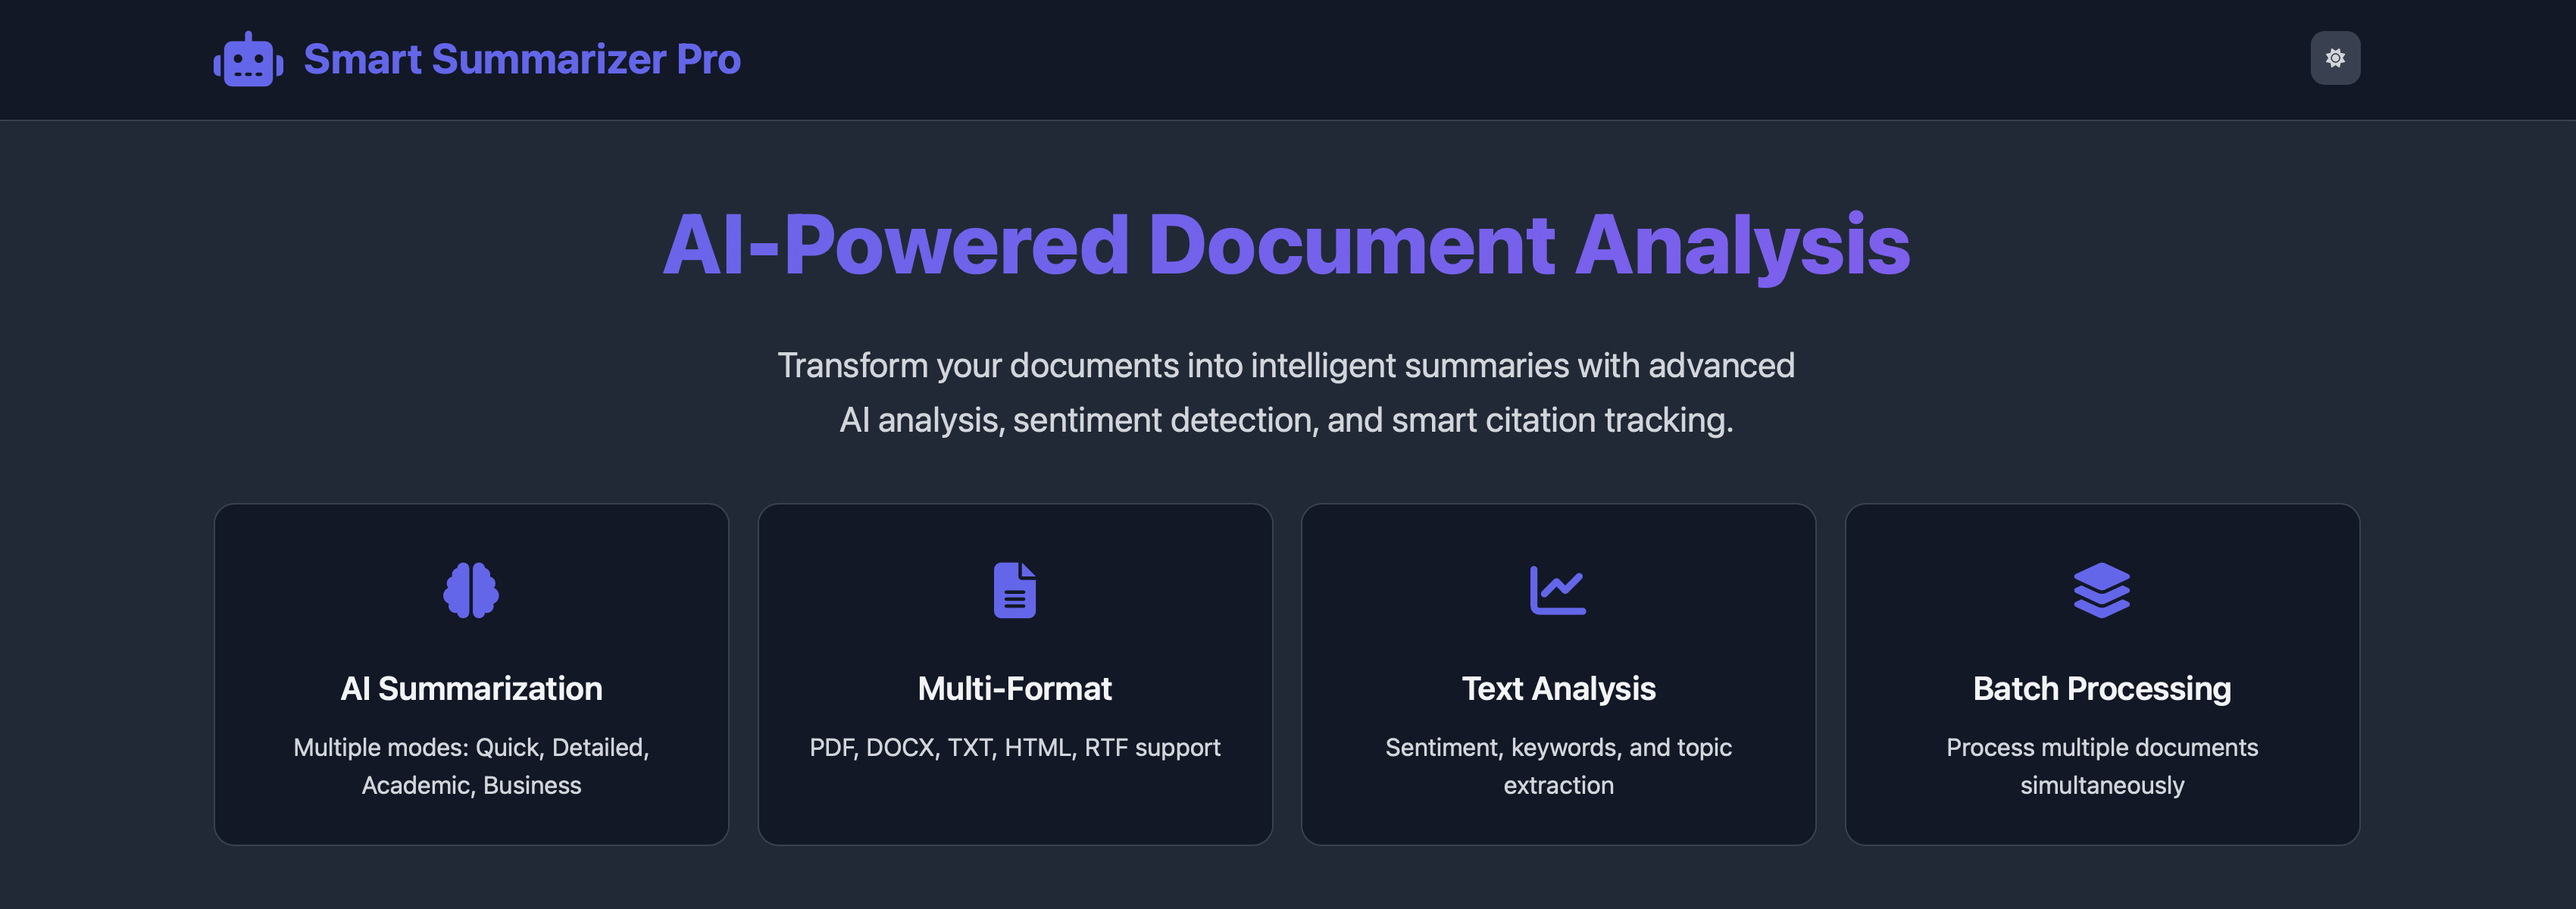 Smart Summarizer Pro
AI-Powered Document Analysis
Transform your documents into intelligent summaries with advanced
AI analysis, sentiment detection, and smart citation tracking.
AI Summarization
Multiple modes: Quick, Detailed,
Academic, Business
Multi-Format
PDF, DOCX, TXT, HTML, RTF support
Text Analysis
Sentiment, keywords, and topic
extraction
Batch Processing
Process multiple documents
simultaneously